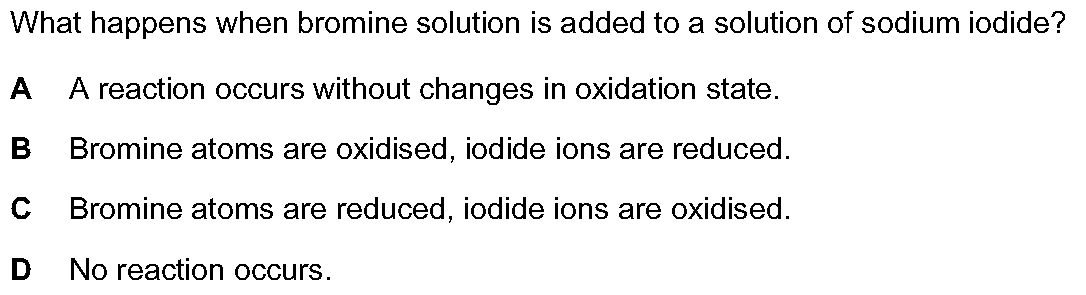 What happens when bromine solution is added to a solution of sodium iodide?
A A reaction occurs without changes in oxidation state.
B Bromine atoms are oxidised, iodide ions are reduced.
C Bromine atoms are reduced, iodide ions are oxidised.
D No reaction occurs.